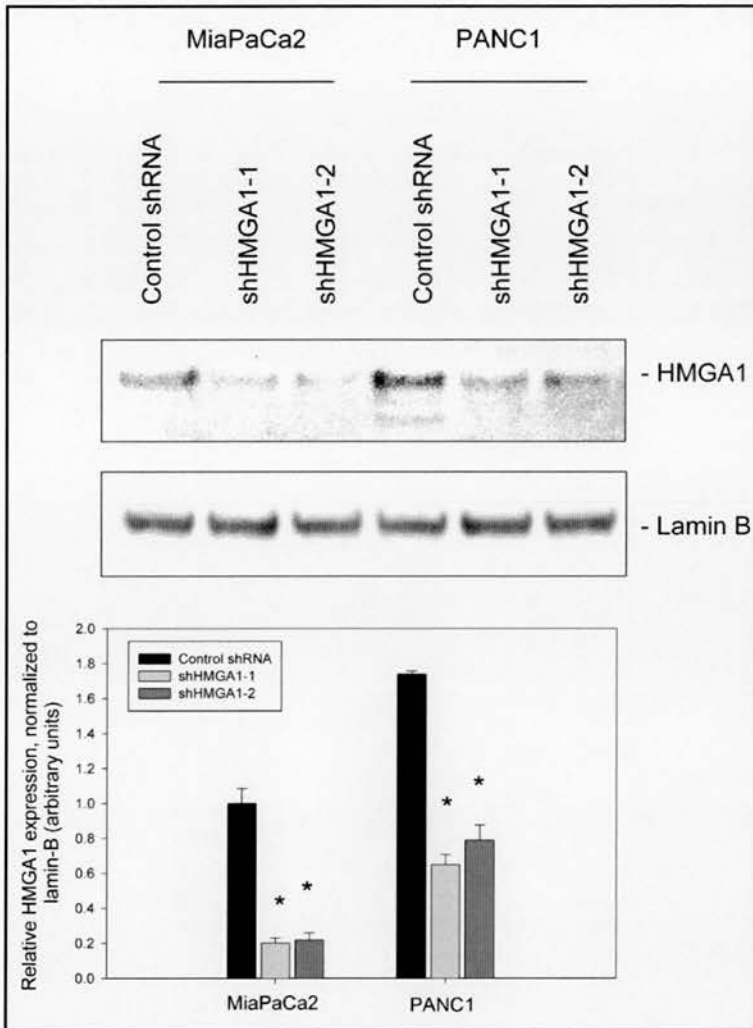 MiaPaCa2 PANC1
Control shRNA
shHMGA1-1
shHMGA1-2
Control shRNA
shHMGA1-1
shHMGA1-2
- HMGA1
- Lamin B
Relative HMGA1 expression, normalized to
lamin-B (arbitrary units)
2.0
1.8
1.6
1.4
1.2
1.0
0.8
0.6
0.4
0.2
0.0
Control shRNA
shHMGA1-1
shHMGA1-2
* *
* *
MiaPaCa2 PANC1